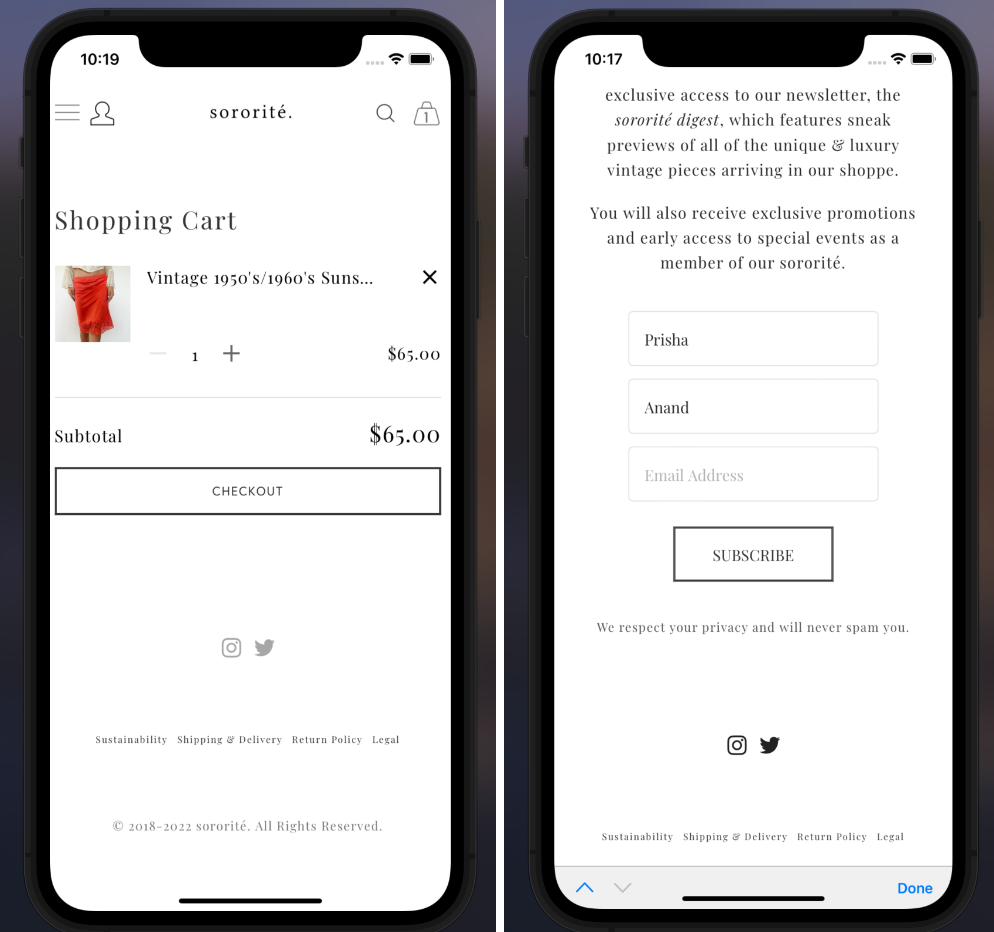 10:19
sororité.
1
Shopping Cart
Vintage 1950's/1960's Suns...
1
$65.00
Subtotal
$65.00
CHECKOUT
Sustainability Shipping & Delivery Return Policy Legal
© 2018-2022 sororité. All Rights Reserved.
10:17
exclusive access to our newsletter, the
sororité digest, which features sneak
previews of all of the unique & luxury
vintage pieces arriving in our shoppe.
You will also receive exclusive promotions
and early access to special events as a
member of our sororité.
Prisha
Anand
Email Address
SUBSCRIBE
We respect your privacy and will never spam you.
Sustainability Shipping & Delivery Return Policy Legal
Done